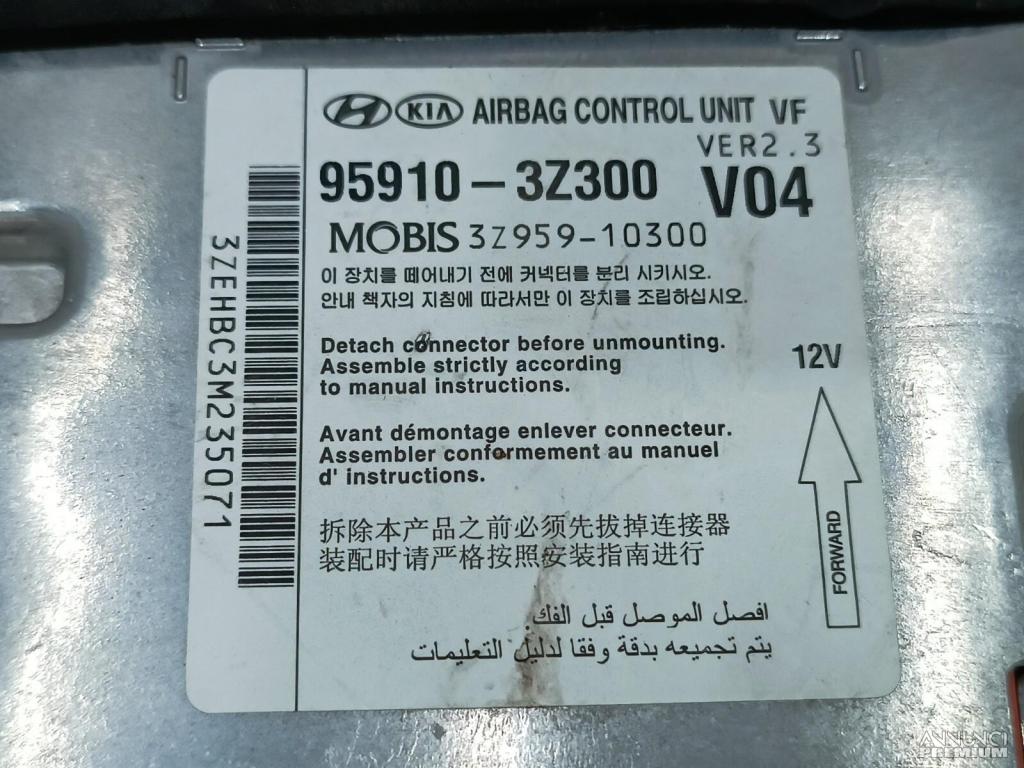 KIA AIRBAG CONTROL UNIT VF
VER2.3
95910-3Z300 V04
MOBIS 3Z959-10300
이 장치를 떼어내기 전에 커넥터를 분리 시키시오.
안내 책자의 지침에 따라서만 이 장치를 조립하십시오.
Detach connector before unmounting.
Assemble strictly according
to manual instructions.
12V
Avant démontage enlever connecteur.
Assembler conformement au manuel
d' instructions.
FORWARD
拆除本产品之前必须先拔掉连接器
装配时请严格按照安装指南进行
افصل الموصل قبل الفك.
يتم تجميعه بدقة وفقا لدليل التعليمات
3ZEHBC3M235071
ANNUNCI
PREMIUM